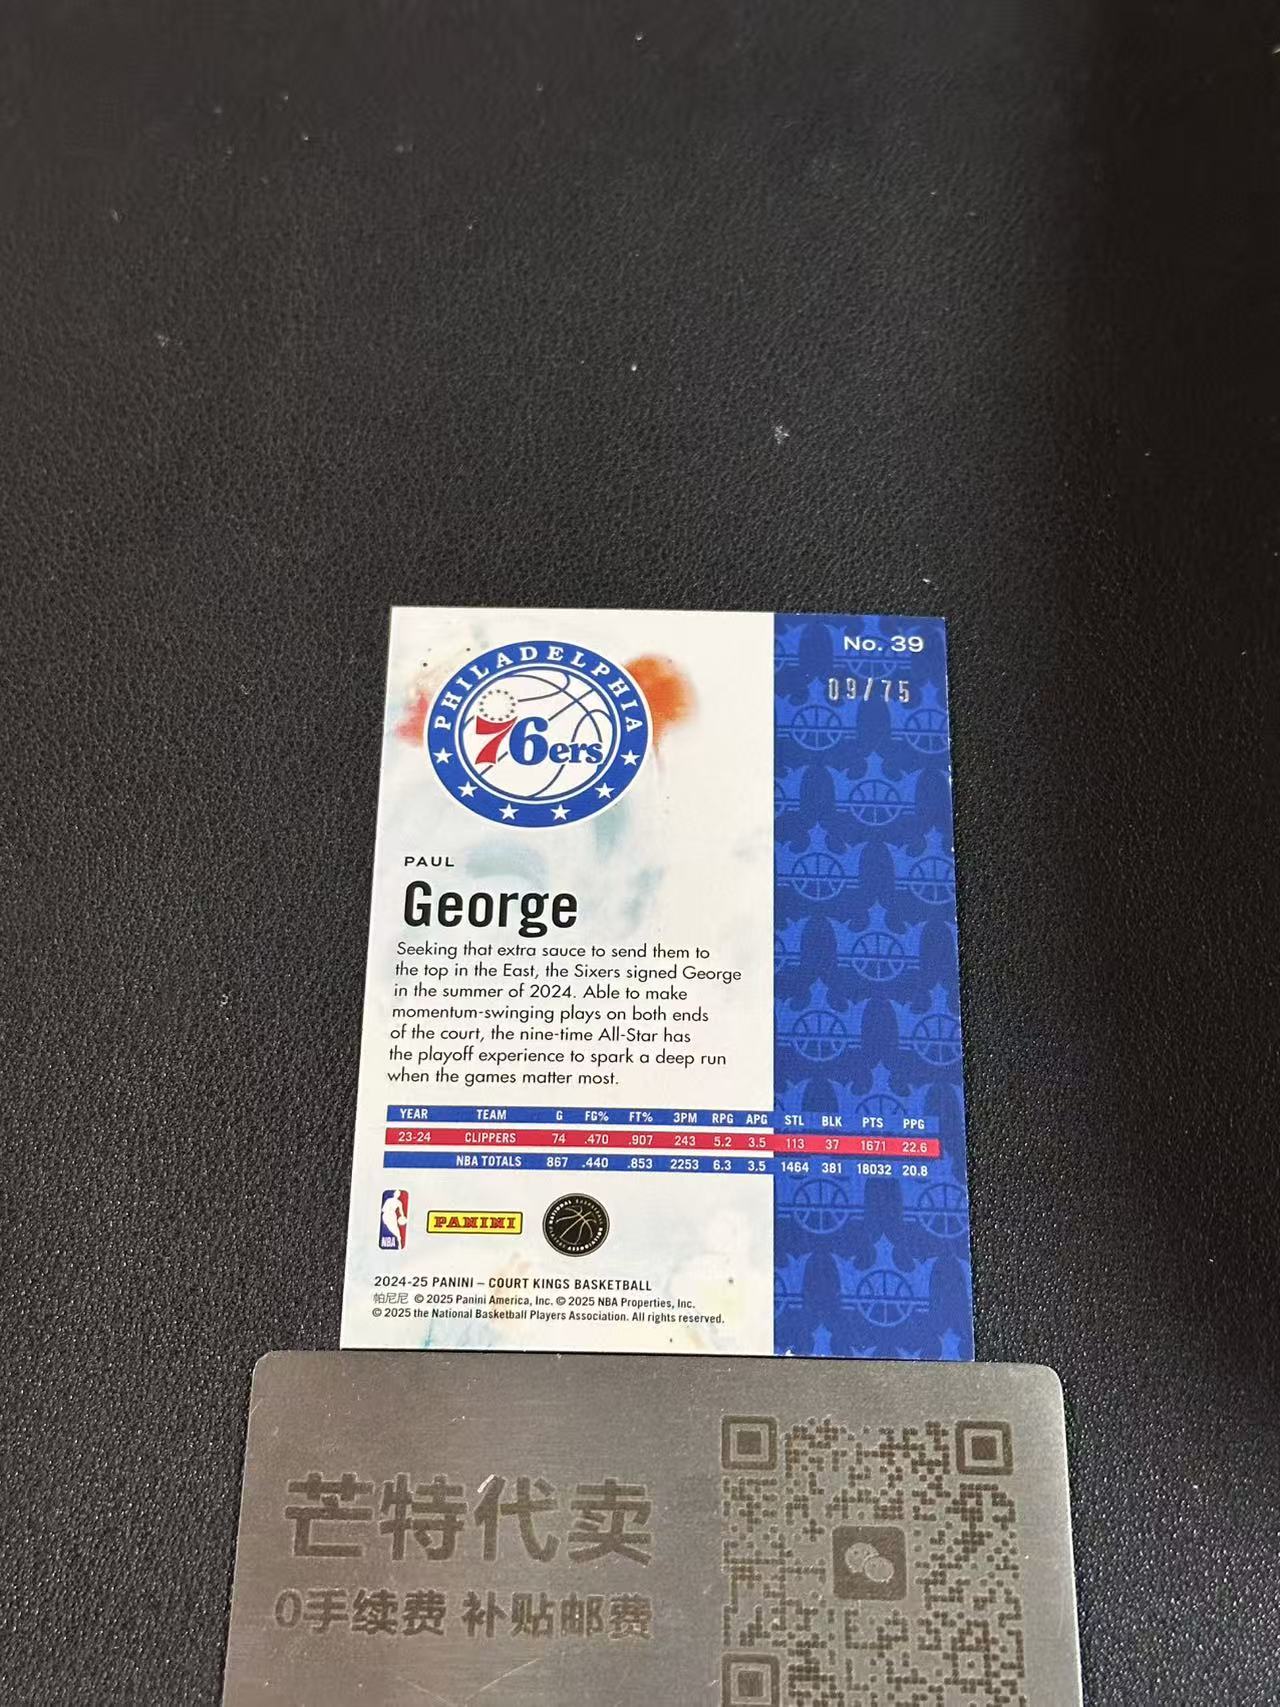 PHILADELPHIA
76ers
No. 39
09/75
PAUL
George
Seeking that extra sauce to send them to
the top in the East, the Sixers signed George
in the summer of 2024. Able to make
momentum-swinging plays on both ends
of the court, the nine-time All-Star has
the playoff experience to spark a deep run
when the games matter most.
YEAR TEAM G FG% FT% 3PM RPG APG STL BLK PTS PPG
23-24 CLIPPERS 74 .470 .907 243 5.2 3.5 113 37 1671 22.6
NBA TOTALS 867 .440 .853 2253 6.3 3.5 1464 381 18032 20.8
NBA
PANINI
NATIONAL BASKETBALL
ASSOCIATION
2024-25 PANINI – COURT KINGS BASKETBALL
帕尼尼 © 2025 Panini America, Inc. © 2025 NBA Properties, Inc.
© 2025 the National Basketball Players Association. All rights reserved.
芒特代卖
0手续费 补贴邮费